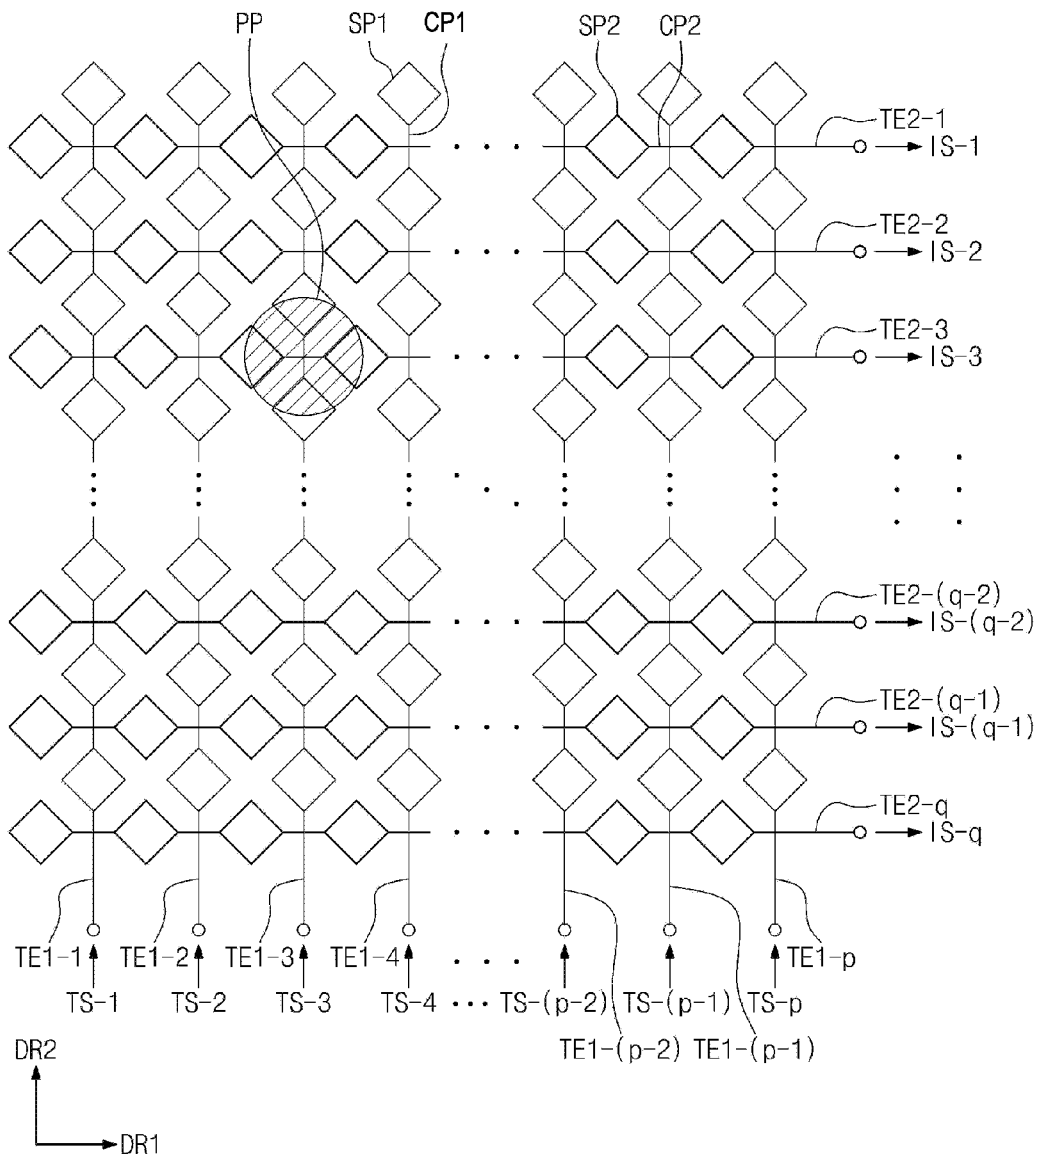 PP SP1 CP1 SP2 CP2
TE2-1
IS-1
TE2-2
IS-2
TE2-3
IS-3
TE2-(q-2)
IS-(q-2)
TE2-(q-1)
IS-(q-1)
TE2-q
IS-q
TE1-1 TE1-2 TE1-3 TE1-4 TE1-p
TS-1 TS-2 TS-3 TS-4 TS-(p-2) TS-(p-1) TS-p
TE1-(p-2) TE1-(p-1)
DR2
DR1